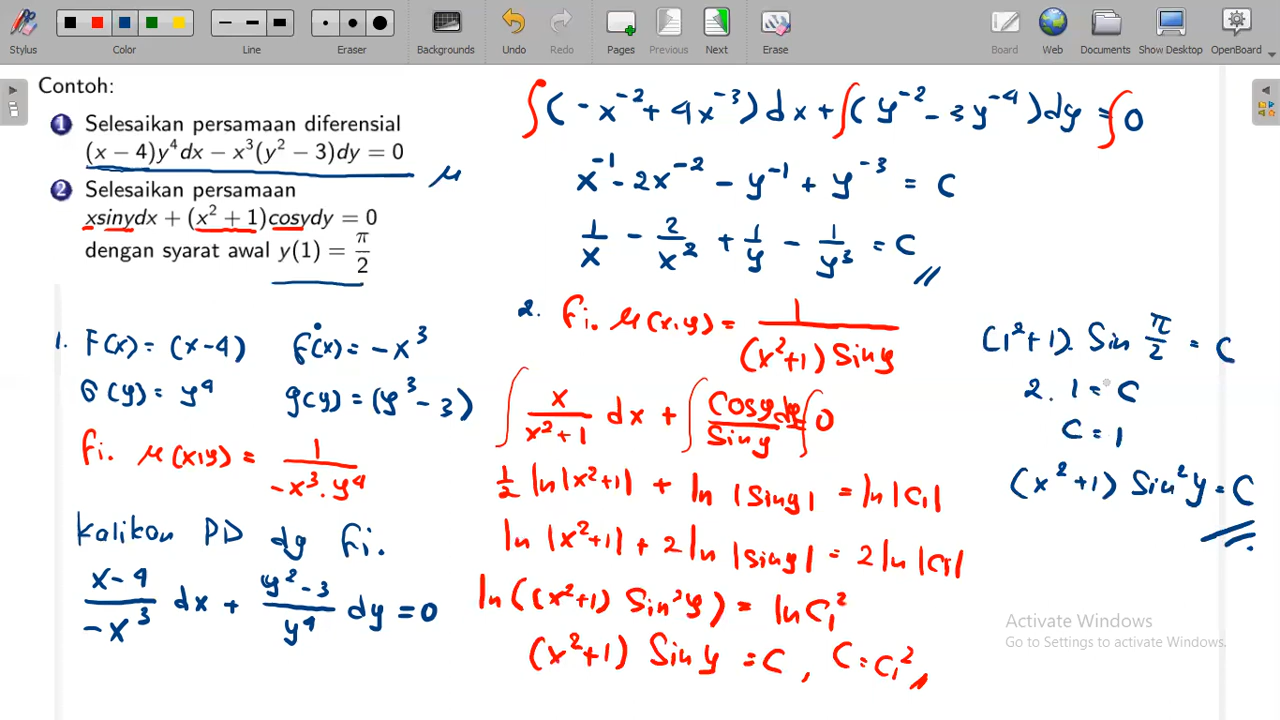 Stylus
Color
Line
Eraser
Backgrounds
Undo
Redo
Pages
Previous
Next
Erase
Board
Web
Documents
Show Desktop
OpenBoard
Contoh:
1 Selesaikan persamaan diferensial
(x − 4)y⁴dx − x³(y² − 3)dy = 0
μ
2 Selesaikan persamaan
xsinydx + (x² + 1)cosydy = 0
dengan syarat awal y(1) = π/2
1. F(x) = (x-4) f(x) = -x³
G(y) = y⁴ g(y) = (y³ - 3)
Fi. μ(x,y) = 1/(-x³.y⁴)
Kalikan PD dg Fi.
(x-4)/(-x³) dx + (y²-3)/y⁴ dy = 0
∫(-x⁻² + 4x⁻³)dx + ∫(y⁻² - 3y⁻⁴)dy = ∫0
x⁻¹ - 2x⁻² - y⁻¹ + y⁻³ = C
1/x - 2/x² + 1/y - 1/y³ = C
2. Fi. μ(x,y) = 1/((x²+1) Sin y)
∫ x/(x²+1) dx + ∫ Cosy dy/Sin y = ∫0
1/2 ln|x²+1| + ln |Siny| = ln|C₁|
ln |x²+1| + 2 ln |siny| = 2 ln |C₁|
ln((x²+1) Sin²y) = ln C₁²
(x²+1) Sin y = C, C = C₁²
(1²+1). Sin π/2 = C
2. 1 = C
C = 1
(x²+1) Sin²y = C
Activate Windows
Go to Settings to activate Windows.